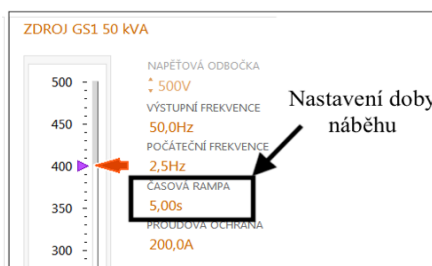 ZDROJ GS1 50 kVA
NAPĚŤOVÁ ODBOČKA
500V
VÝSTUPNÍ FREKVENCE
50,0Hz
POČÁTEČNÍ FREKVENCE
2,5Hz
ČASOVÁ RAMPA
5,00s
PROUDOVÁ OCHRANA
200,0A
500
450
400
350
300
Nastavení doby
náběhu